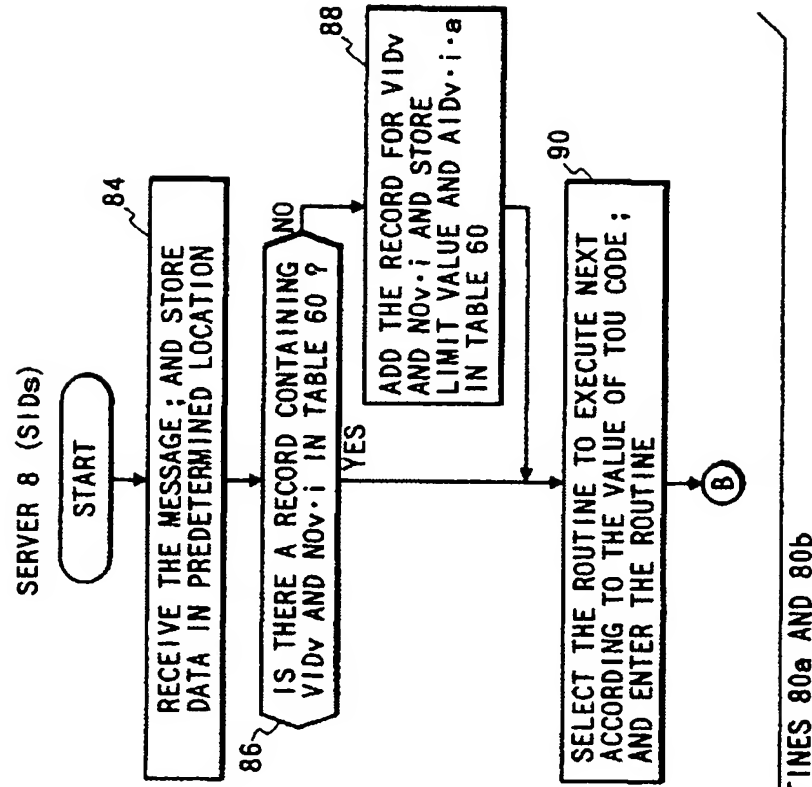 SERVER 8 (SIDs)
START
84
RECEIVE THE MESSAGE; AND STORE
DATA IN PREDETERMINED LOCATION
86
IS THERE A RECORD CONTAINING
VIDv AND NOv·i IN TABLE 60 ?
NO
YES
88
ADD THE RECORD FOR VIDv
AND NOv·i AND STORE
LIMIT VALUE AND AIDv·i·a
IN TABLE 60
90
SELECT THE ROUTINE TO EXECUTE NEXT
ACCORDING TO THE VALUE OF TOU CODE;
AND ENTER THE ROUTINE
B
TINES 80a AND 80b